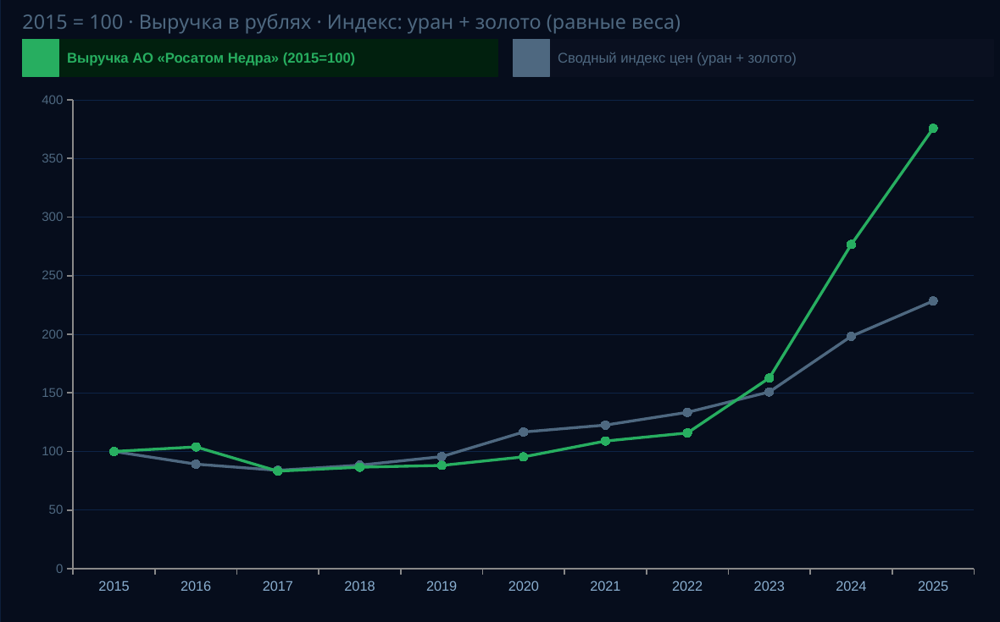 2015 = 100 · Выручка в рублях · Индекс: уран + золото (равные веса)
Выручка АО «Росатом Недра» (2015=100)
Сводный индекс цен (уран + золото)
400
350
300
250
200
150
100
50
0
2015 2016 2017 2018 2019 2020 2021 2022 2023 2024 2025